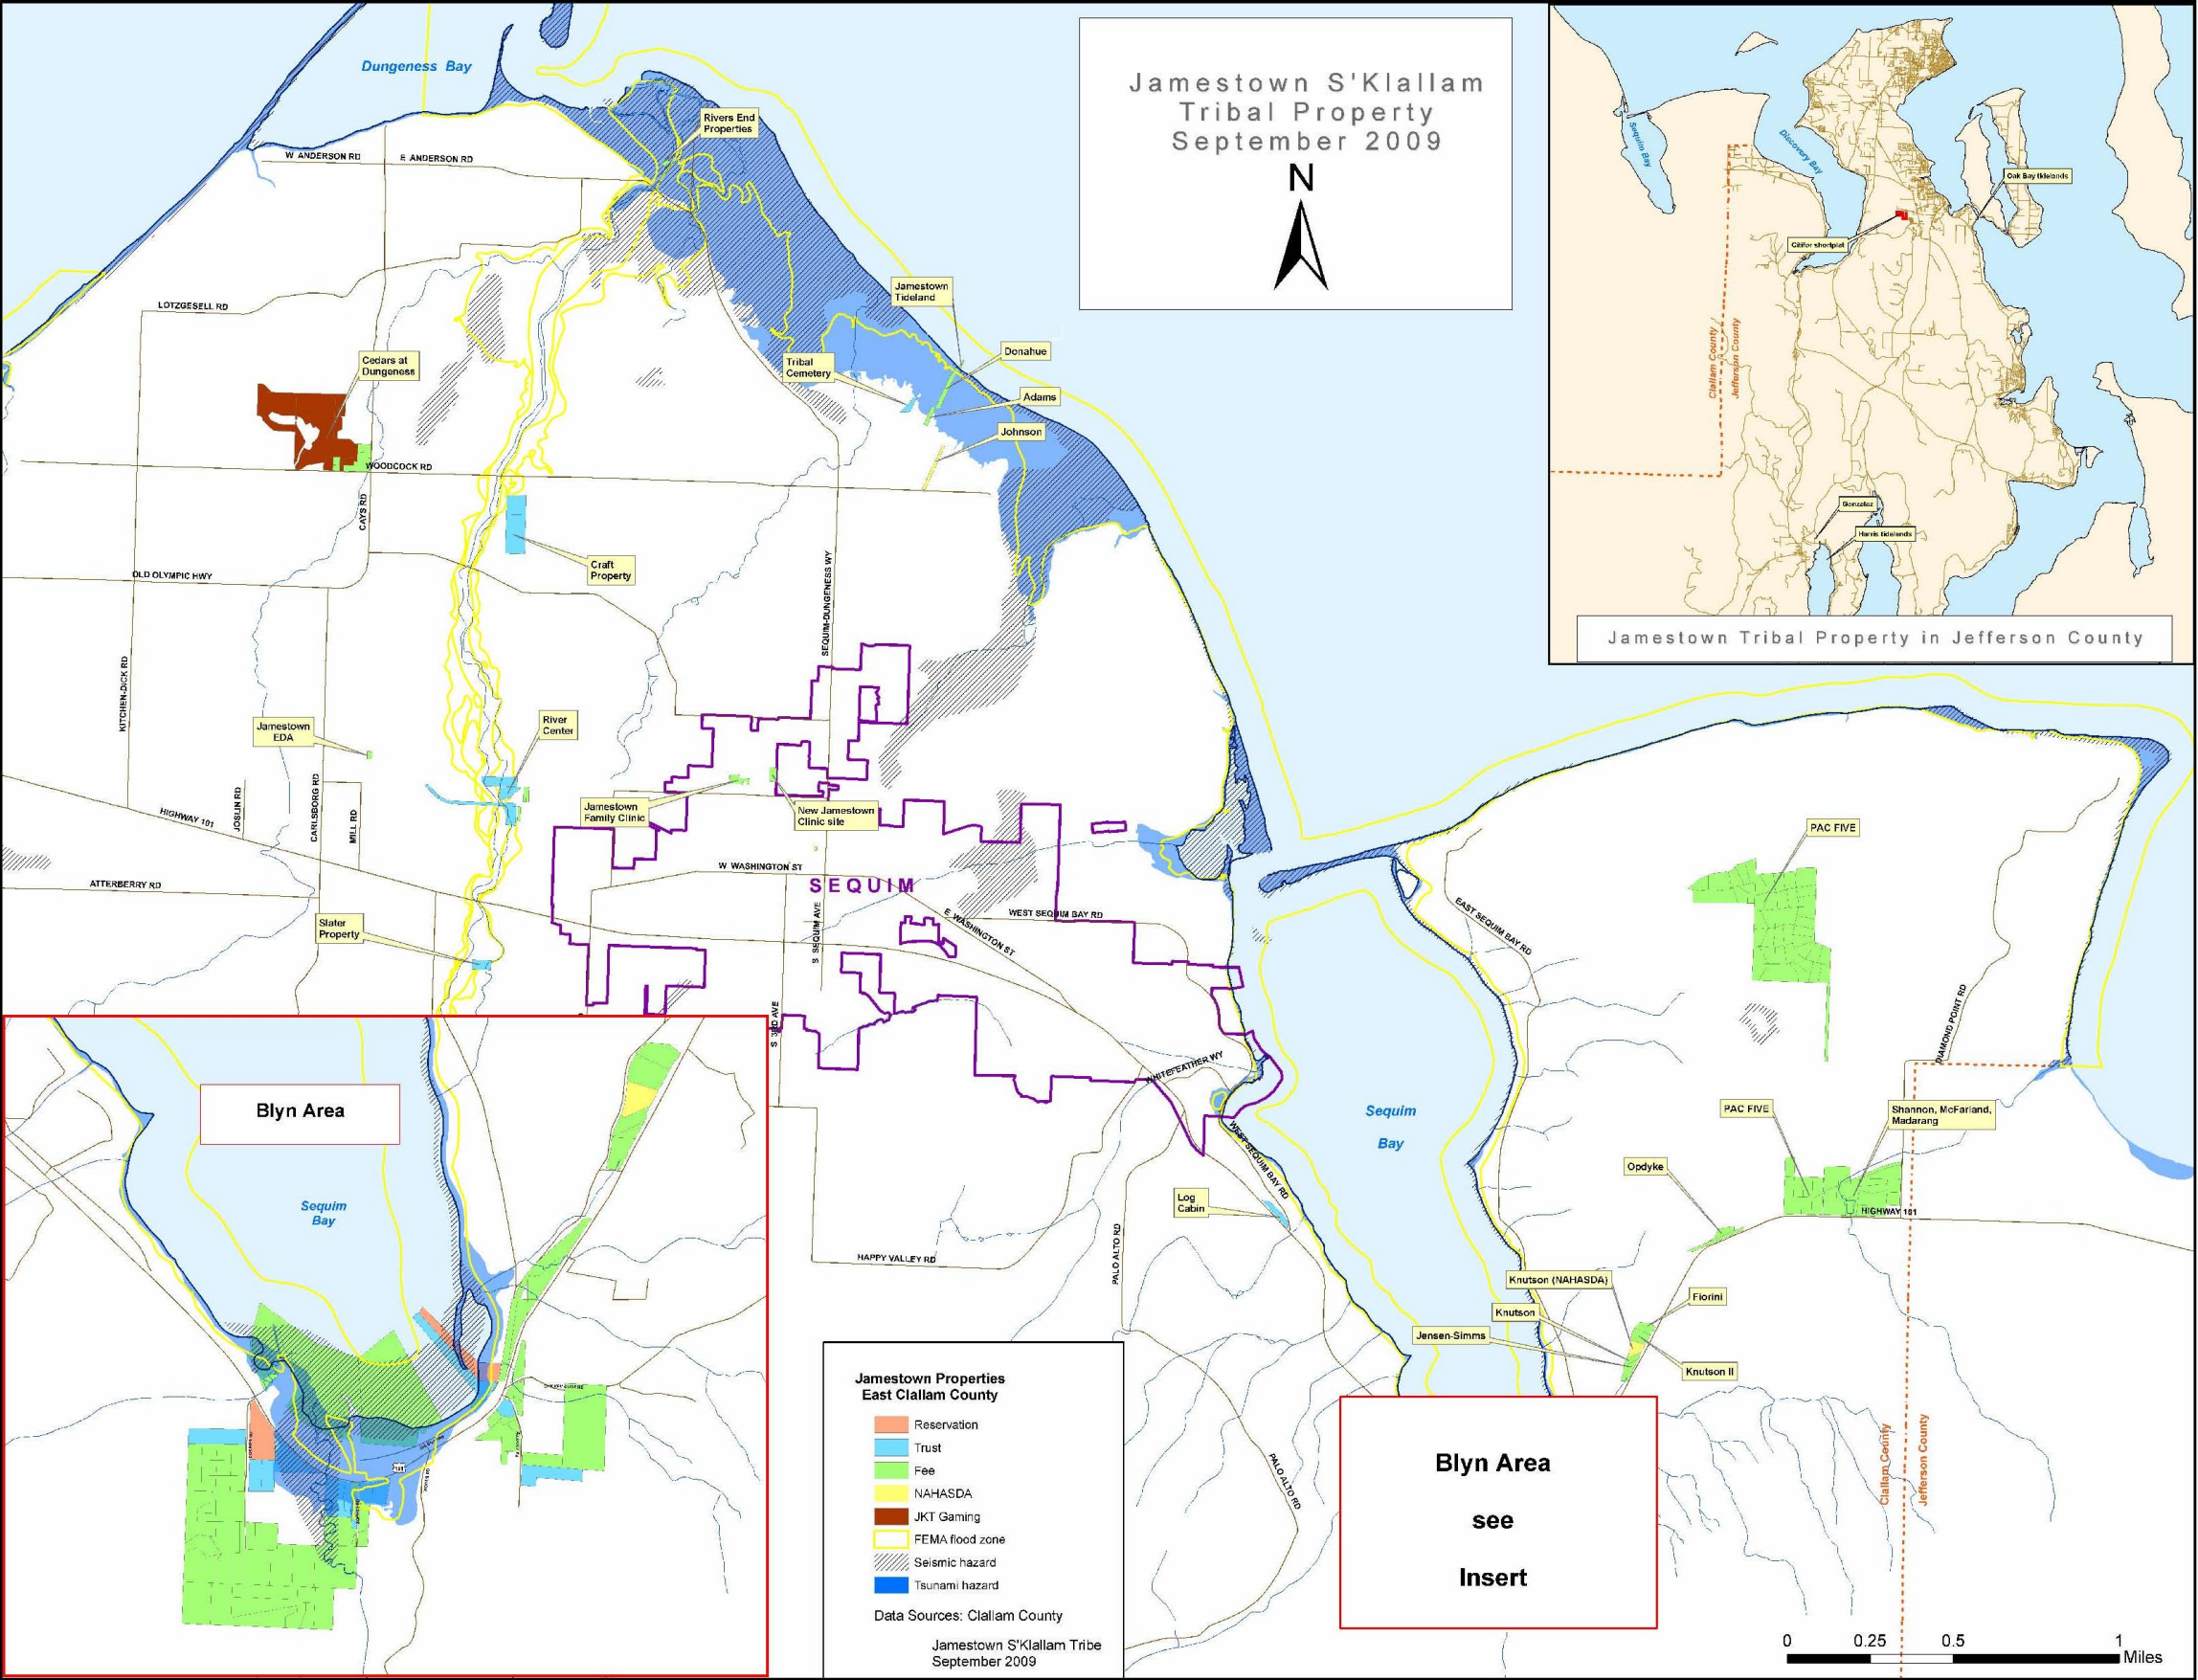 Jamestown S'Klallam
Tribal Property
September 2009
N
Dungeness Bay
Rivers End
Properties
W ANDERSON RD
E ANDERSON RD
LOTZGESELL RD
Jamestown
Tideland
Donahue
Tribal
Cemetery
Adams
Johnson
Cedars at
Dungeness
WOODCOCK RD
CAYS RD
Craft
Property
OLD OLYMPIC HWY
SEQUIM-DUNGENESS WY
KITCHEN-DICK RD
Jamestown
EDA
River
Center
Jamestown
Family Clinic
New Jamestown
Clinic site
HIGHWAY 101
JOSLIN RD
CARLSBORG RD
MILL RD
ATTERBERRY RD
W WASHINGTON ST
SEQUIM
S SEQUIM AVE
E WASHINGTON ST
WEST SEQUIM BAY RD
Slater
Property
S 3RD AVE
WHITEFEATHER WY
WEST SEQUIM BAY RD
Log
Cabin
PALO ALTO RD
HAPPY VALLEY RD
PALO ALTO RD
Sequim
Bay
EAST SEQUIM BAY RD
PAC FIVE
DIAMOND POINT RD
PAC FIVE
Shannon, McFarland,
Madarang
HIGHWAY 101
Opdyke
Knutson (NAHASDA)
Fiorini
Knutson
Jensen-Simms
Knutson II
Clallam County
Jefferson County
Blyn Area
see
Insert
0 0.25 0.5 1
Miles
Sequim Bay
Discovery Bay
Oak Bay tidelands
Clallam County
Jefferson County
Gonzalez
Harris tidelands
Jamestown Tribal Property in Jefferson County
Blyn Area
Sequim
Bay
101
Jamestown Properties
East Clallam County
Reservation
Trust
Fee
NAHASDA
JKT Gaming
FEMA flood zone
Seismic hazard
Tsunami hazard
Data Sources: Clallam County
Jamestown S'Klallam Tribe
September 2009